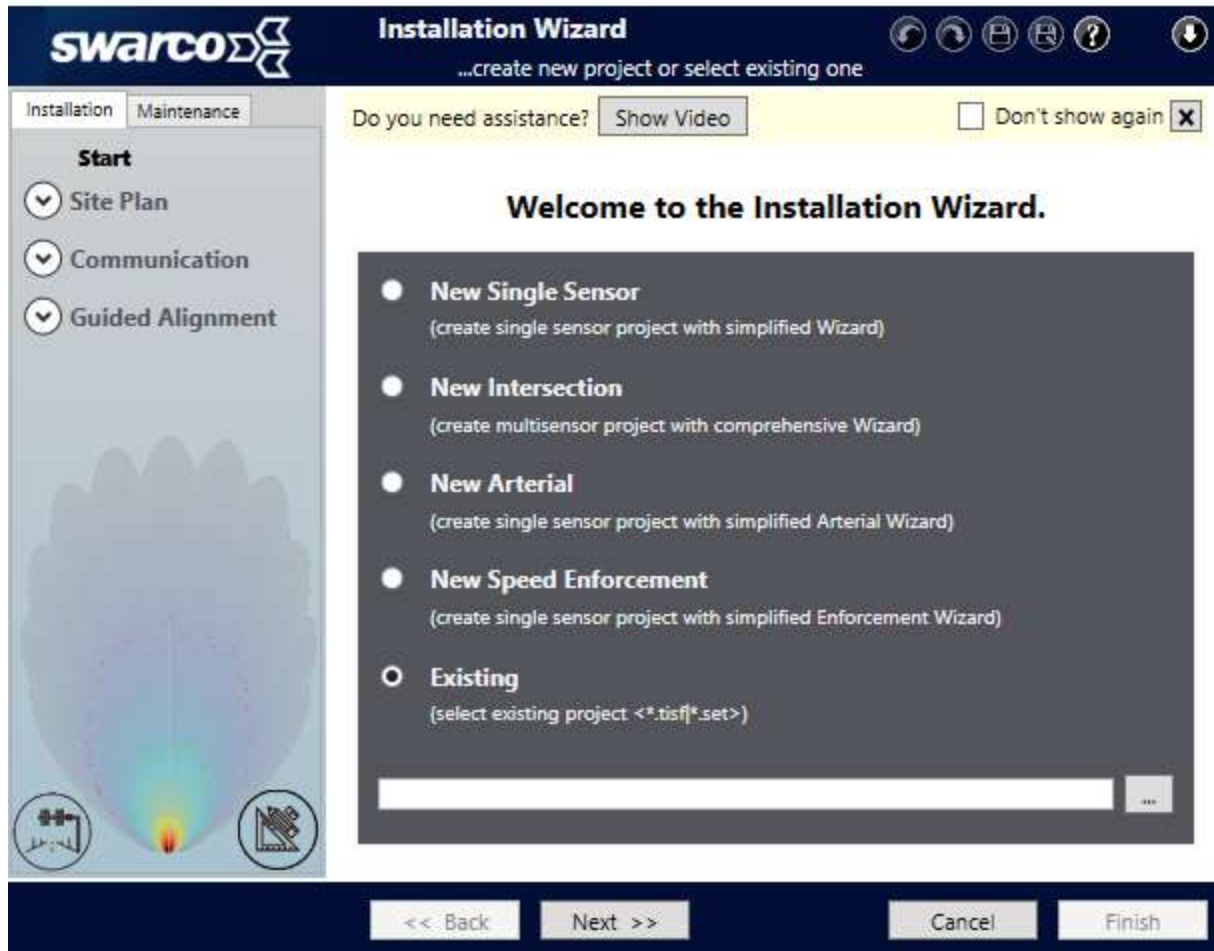 swarco
Installation Wizard
...create new project or select existing one
Installation
Maintenance
Do you need assistance?
Show Video
Don't show again
Start
Site Plan
Communication
Guided Alignment
Welcome to the Installation Wizard.
New Single Sensor
(create single sensor project with simplified Wizard)
New Intersection
(create multisensor project with comprehensive Wizard)
New Arterial
(create single sensor project with simplified Arterial Wizard)
New Speed Enforcement
(create single sensor project with simplified Enforcement Wizard)
Existing
(select existing project <*.tisf|*.set>)
...
<< Back
Next >>
Cancel
Finish